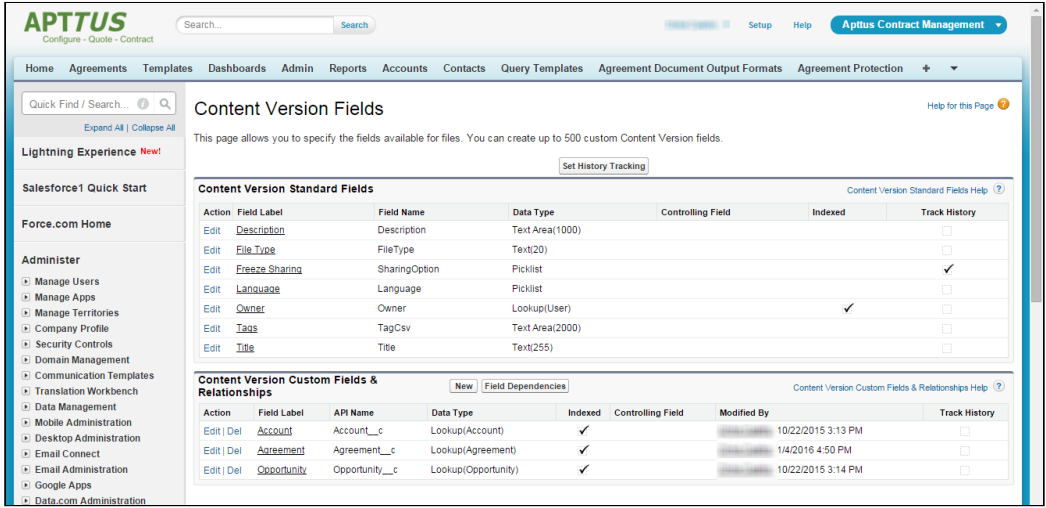 APTTUS
Configure - Quote - Contract
Search...
Search
Setup
Help
Apttus Contract Management
Home Agreements Templates Dashboards Admin Reports Accounts Contacts Query Templates Agreement Document Output Formats Agreement Protection +
Quick Find / Search...
Expand All | Collapse All
Lightning Experience New!
Salesforce1 Quick Start
Force.com Home
Administer
Manage Users
Manage Apps
Manage Territories
Company Profile
Security Controls
Domain Management
Communication Templates
Translation Workbench
Data Management
Mobile Administration
Desktop Administration
Email Connect
Email Administration
Google Apps
Data.com Administration
Content Version Fields
Help for this Page ?
This page allows you to specify the fields available for files. You can create up to 500 custom Content Version fields.
Set History Tracking
Content Version Standard Fields
Content Version Standard Fields Help ?
Action Field Label Field Name Data Type Controlling Field Indexed Track History
Edit Description Description Text Area(1000)
Edit File Type FileType Text(20)
Edit Freeze Sharing SharingOption Picklist ✓
Edit Language Language Picklist
Edit Owner Owner Lookup(User) ✓
Edit Tags TagCsv Text Area(2000)
Edit Title Title Text(255)
Content Version Custom Fields &
Relationships
New Field Dependencies
Content Version Custom Fields & Relationships Help ?
Action Field Label API Name Data Type Indexed Controlling Field Modified By Track History
Edit | Del Account Account__c Lookup(Account) ✓ 10/22/2015 3:13 PM
Edit | Del Agreement Agreement__c Lookup(Agreement) ✓ 1/4/2016 4:50 PM
Edit | Del Opportunity Opportunity__c Lookup(Opportunity) ✓ 10/22/2015 3:14 PM